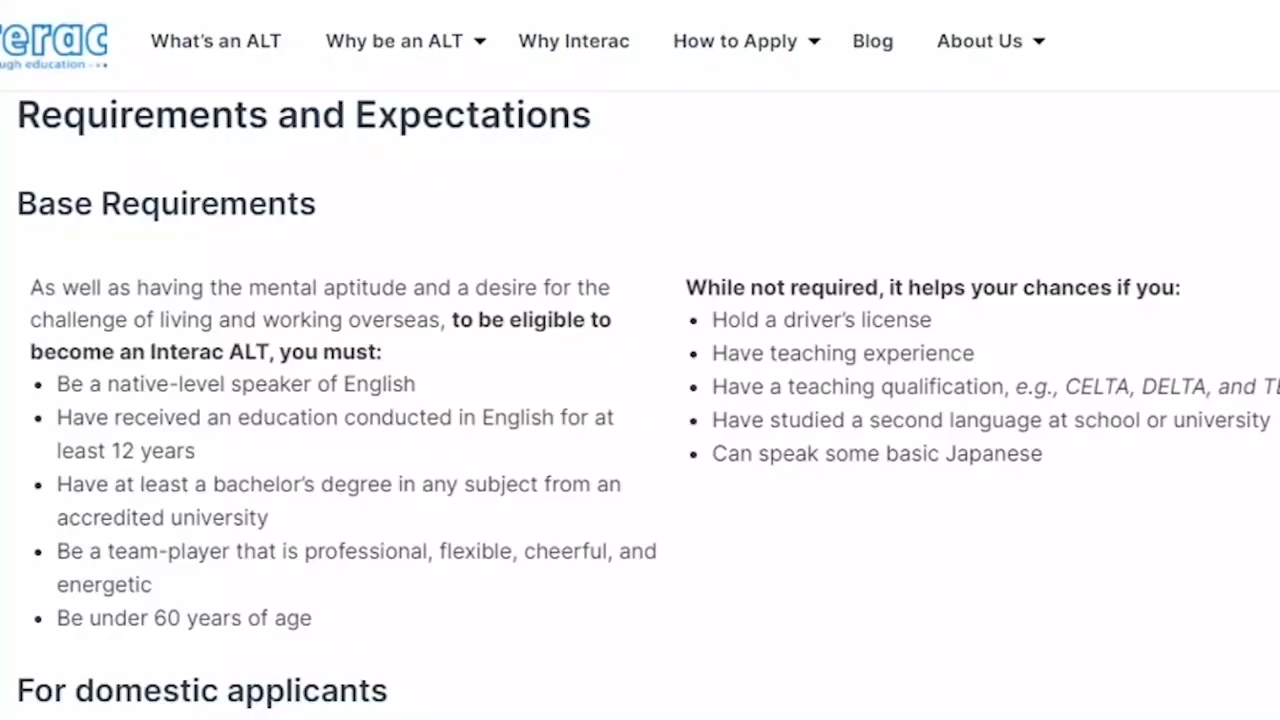 erac
ugh education
What's an ALT
Why be an ALT
Why Interac
How to Apply
Blog
About Us
Requirements and Expectations
Base Requirements
As well as having the mental aptitude and a desire for the
challenge of living and working overseas, to be eligible to
become an Interac ALT, you must:
• Be a native-level speaker of English
• Have received an education conducted in English for at
least 12 years
• Have at least a bachelor's degree in any subject from an
accredited university
• Be a team-player that is professional, flexible, cheerful, and
energetic
• Be under 60 years of age
While not required, it helps your chances if you:
• Hold a driver's license
• Have teaching experience
• Have a teaching qualification, e.g., CELTA, DELTA, and
• Have studied a second language at school or university
• Can speak some basic Japanese
For domestic applicants